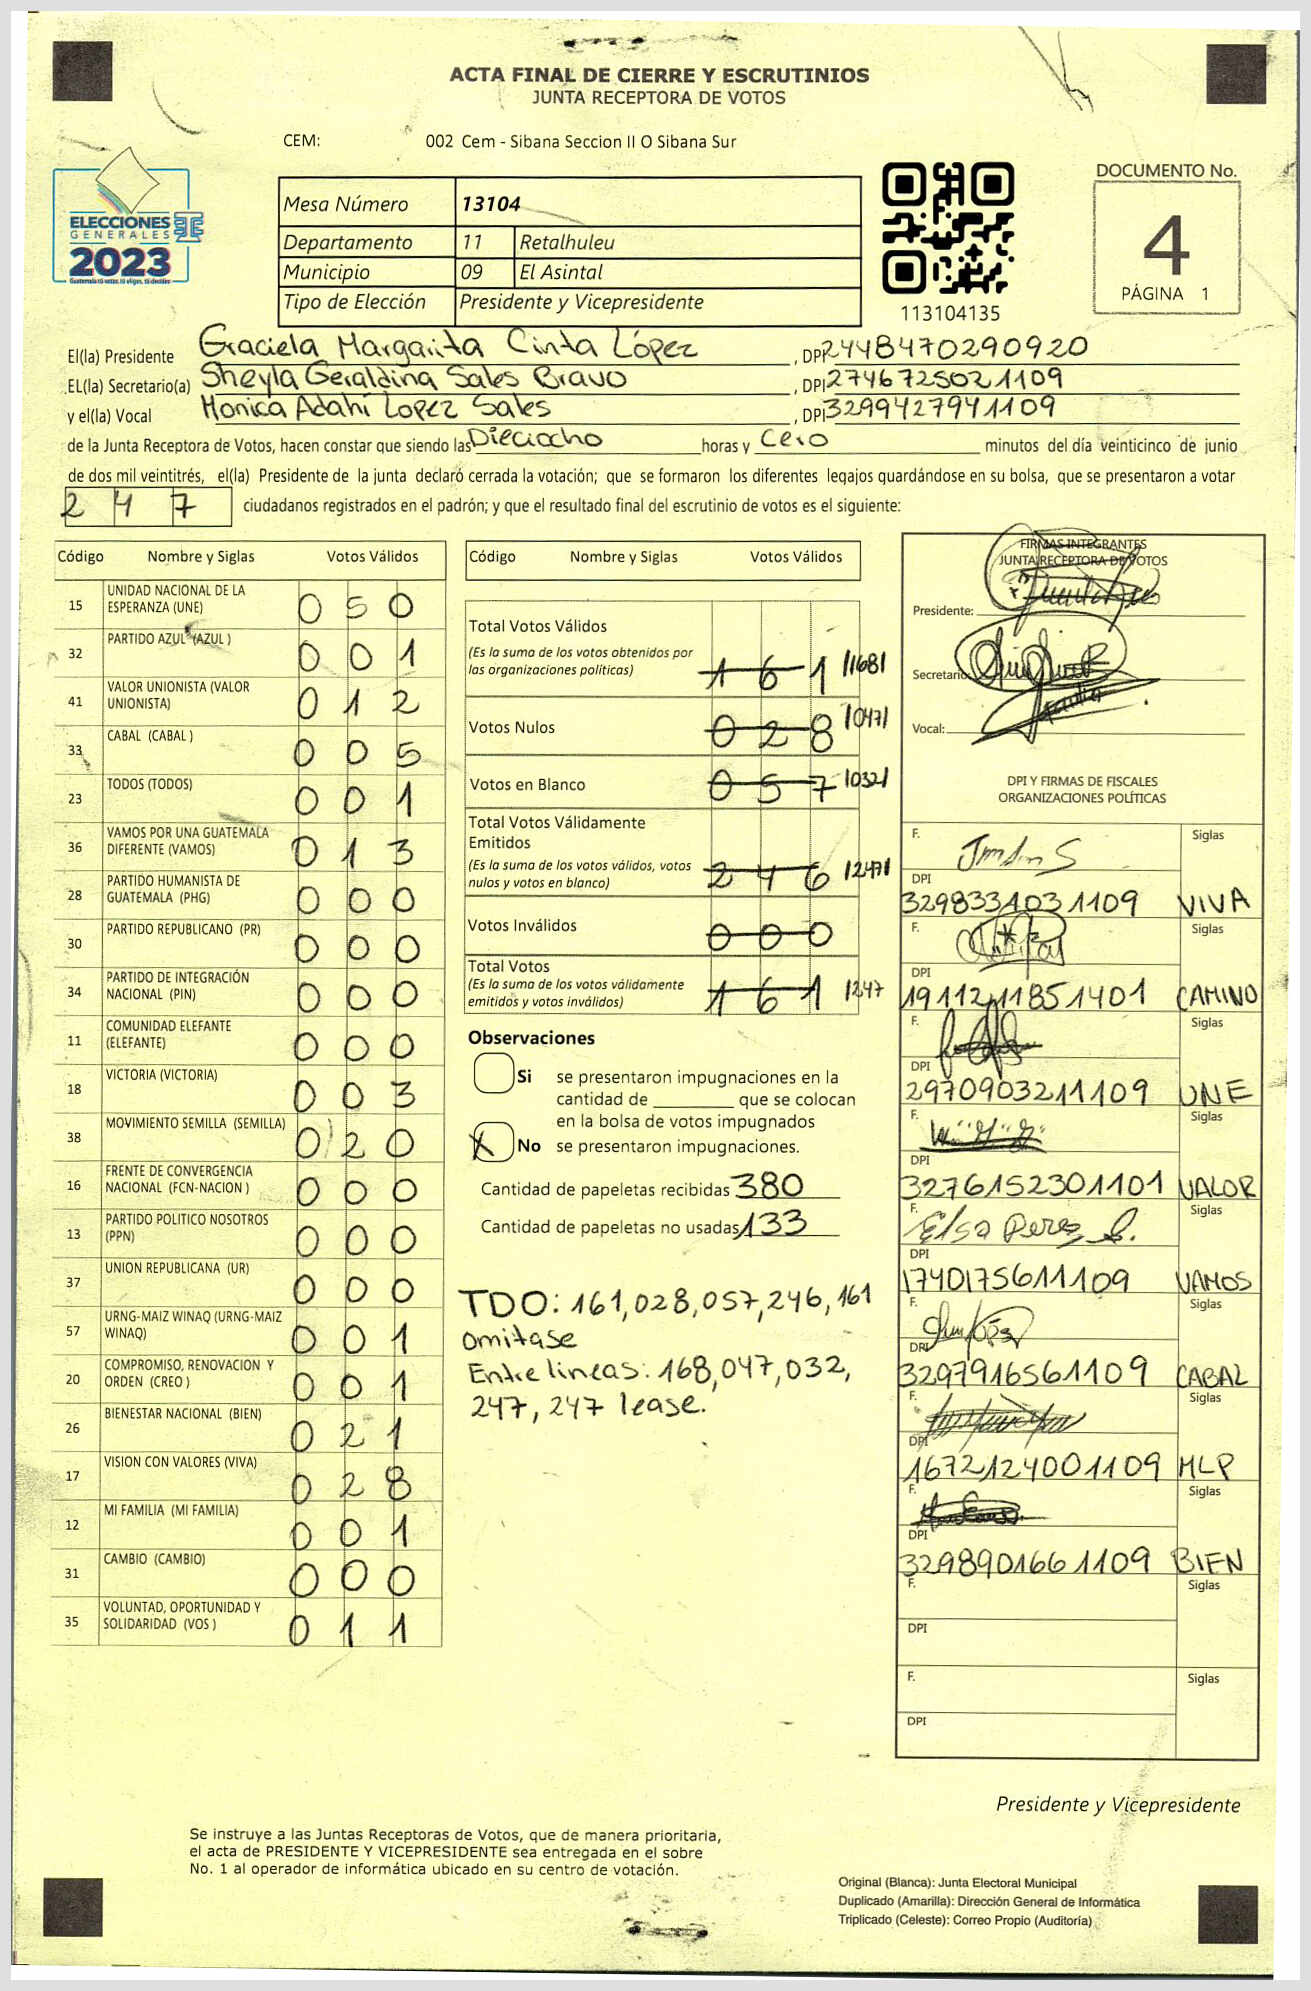 ACTA FINAL DE CIERRE Y ESCRUTINIOS
JUNTA RECEPTORA DE VOTOS
CEM: 002 Cem - Sibana Seccion II O Sibana Sur
ELECCIONES
GENERALES
2023
Mesa Número 13104
Departamento 11 Retalhuleu
Municipio 09 El Asintal
Tipo de Elección Presidente y Vicepresidente
113104135
DOCUMENTO No.
4
PÁGINA 1
El(la) Presidente Graciela Margarita Cinta López, DPI 2448470290920
EL(la) Secretario(a) Sheyla Geraldina Sales Bravo, DPI 2746725021109
y el(la) Vocal Monica Adahí Lopez Sales, DPI 3299427941109
de la Junta Receptora de Votos, hacen constar que siendo las Dieciocho horas y Cero minutos del día veinticinco de junio
de dos mil veintitrés, el(la) Presidente de la junta declaró cerrada la votación; que se formaron los diferentes legajos guardándose en su bolsa, que se presentaron a votar
2 4 7 ciudadanos registrados en el padrón; y que el resultado final del escrutinio de votos es el siguiente:
Código Nombre y Siglas Votos Válidos
15 UNIDAD NACIONAL DE LA ESPERANZA (UNE) 0 5 0
32 PARTIDO AZUL (AZUL ) 0 0 1
41 VALOR UNIONISTA (VALOR UNIONISTA) 0 1 2
33 CABAL (CABAL ) 0 0 5
23 TODOS (TODOS) 0 0 1
36 VAMOS POR UNA GUATEMALA DIFERENTE (VAMOS) 0 1 3
28 PARTIDO HUMANISTA DE GUATEMALA (PHG) 0 0 0
30 PARTIDO REPUBLICANO (PR) 0 0 0
34 PARTIDO DE INTEGRACIÓN NACIONAL (PIN) 0 0 0
11 COMUNIDAD ELEFANTE (ELEFANTE) 0 0 0
18 VICTORIA (VICTORIA) 0 0 3
38 MOVIMIENTO SEMILLA (SEMILLA) 0 2 0
16 FRENTE DE CONVERGENCIA NACIONAL (FCN-NACION ) 0 0 0
13 PARTIDO POLITICO NOSOTROS (PPN) 0 0 0
37 UNION REPUBLICANA (UR) 0 0 0
57 URNG-MAIZ WINAQ (URNG-MAIZ WINAQ) 0 0 1
20 COMPROMISO, RENOVACION Y ORDEN (CREO ) 0 0 1
26 BIENESTAR NACIONAL (BIEN) 0 2 1
17 VISION CON VALORES (VIVA) 0 2 8
12 MI FAMILIA (MI FAMILIA) 0 0 1
31 CAMBIO (CAMBIO) 0 0 0
35 VOLUNTAD, OPORTUNIDAD Y SOLIDARIDAD (VOS ) 0 1 1
Código Nombre y Siglas Votos Válidos
Total Votos Válidos
(Es la suma de los votos obtenidos por
las organizaciones políticas) 1 6 1 /168/
Votos Nulos 0 2 8 /047/
Votos en Blanco 0 5 7 /032/
Total Votos Válidamente
Emitidos
(Es la suma de los votos válidos, votos
nulos y votos en blanco) 2 4 6 /247/
Votos Inválidos 0 0 0
Total Votos
(Es la suma de los votos válidamente
emitidos y votos inválidos) 1 6 1 /247
Observaciones
Si se presentaron impugnaciones en la
cantidad de ________ que se colocan
en la bolsa de votos impugnados
X No se presentaron impugnaciones.
Cantidad de papeletas recibidas 380
Cantidad de papeletas no usadas 133
TDO: 161,028,057,246,161
omitase
Entre lineas: 168,047,032,
247, 247 lease.
FIRMAS INTEGRANTES
JUNTA RECEPTORA DE VOTOS
Presidente:
Secretario:
Vocal:
DPI Y FIRMAS DE FISCALES
ORGANIZACIONES POLÍTICAS
F. Siglas
DPI
3298334031109 VIVA
F. Siglas
DPI
1911211851401 CAMINO
F. Siglas
DPI
2970903211109 UNE
F. Siglas
DPI
3276152301101 VALOR
F. Elsa Perez S. Siglas
DPI
1740175611109 VAMOS
F. Siglas
DPI
3297916561109 CABAL
F. Siglas
DPI
1672124001109 MLP
F. Siglas
DPI
3298901661109 BIEN
F. Siglas
DPI
F. Siglas
DPI
Presidente y Vicepresidente
Se instruye a las Juntas Receptoras de Votos, que de manera prioritaria,
el acta de PRESIDENTE Y VICEPRESIDENTE sea entregada en el sobre
No. 1 al operador de informática ubicado en su centro de votación.
Original (Blanca): Junta Electoral Municipal
Duplicado (Amarilla): Dirección General de Informática
Triplicado (Celeste): Correo Propio (Auditoría)